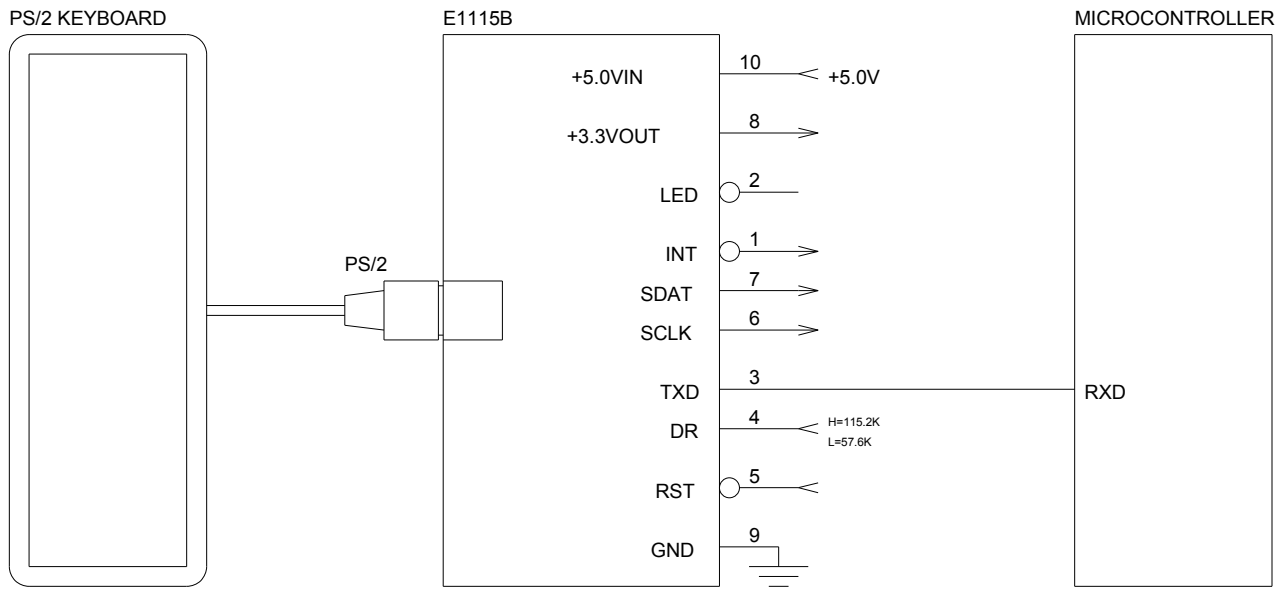 PS/2 KEYBOARD
E1115B
MICROCONTROLLER
+5.0VIN 10 +5.0V
+3.3VOUT 8
LED 2
INT 1
PS/2
SDAT 7
SCLK 6
TXD 3 RXD
DR 4 H=115.2K
L=57.6K
RST 5
GND 9